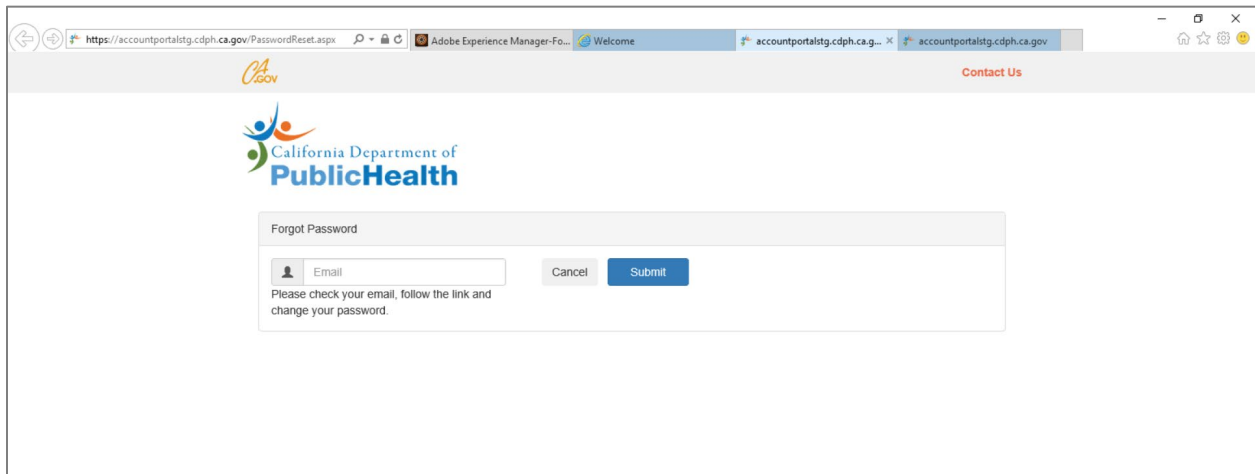 https://accountportalstg.cdph.ca.gov/PasswordReset.aspx
Adobe Experience Manager-Fo...
Welcome
accountportalstg.cdph.ca.g...
accountportalstg.cdph.ca.gov
CA
.GOV
Contact Us
California Department of
PublicHealth
Forgot Password
Email
Cancel
Submit
Please check your email, follow the link and
change your password.